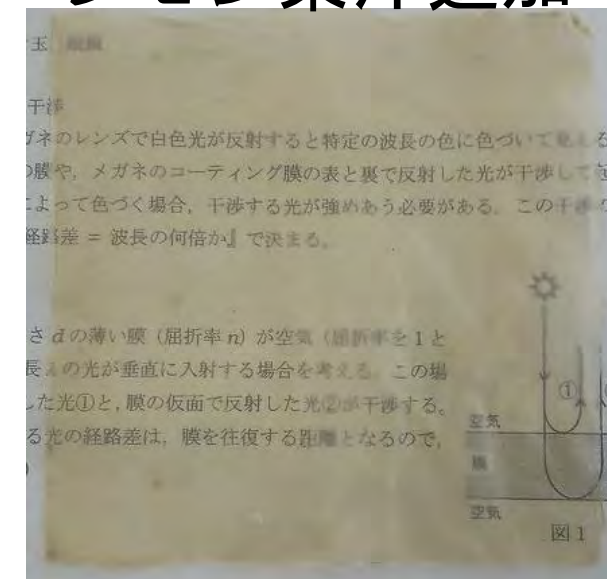 玉 眼鏡
干渉
ガネのレンズで白色光が反射すると特定の波長の色に色づいて見える
の膜や，メガネのコーティング膜の表と裏で反射した光が干渉して
によって色づく場合，干渉する光が強めあう必要がある．この干渉
経路差 = 波長の何倍か』で決まる．
さ d の薄い膜（屈折率 n）が空気（屈折率を1と
長 λ の光が垂直に入射する場合を考える．この場
した光①と，膜の仮面で反射した光②が干渉する．
る光の経路差は，膜を往復する距離となるので，
)
①
空気
膜
空気
図1